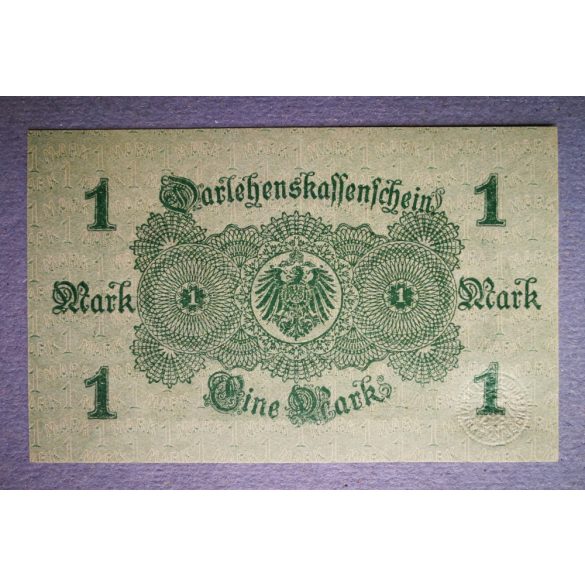 1 Darlehenskassenschein 1
Mark 1 1 Mark
1 Eine Mark 1